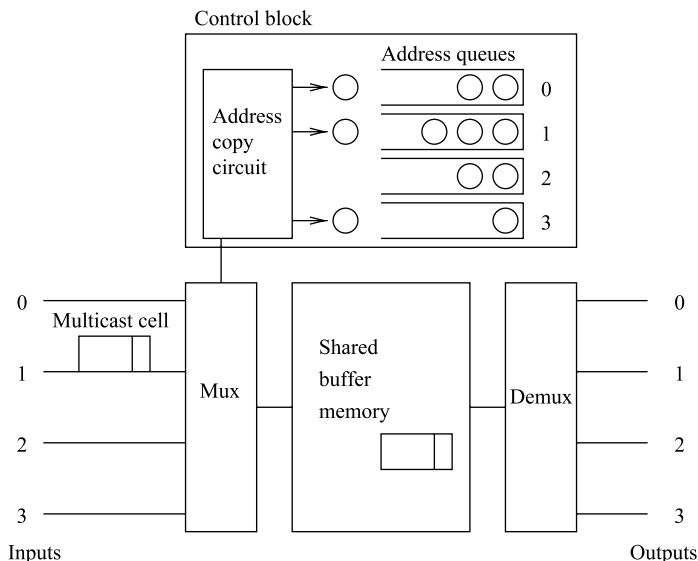 Control block
Address queues
Address
copy
circuit
0
1
2
3
0
1
2
3
Multicast cell
Mux
Shared
buffer
memory
Demux
0
1
2
3
Inputs
Outputs